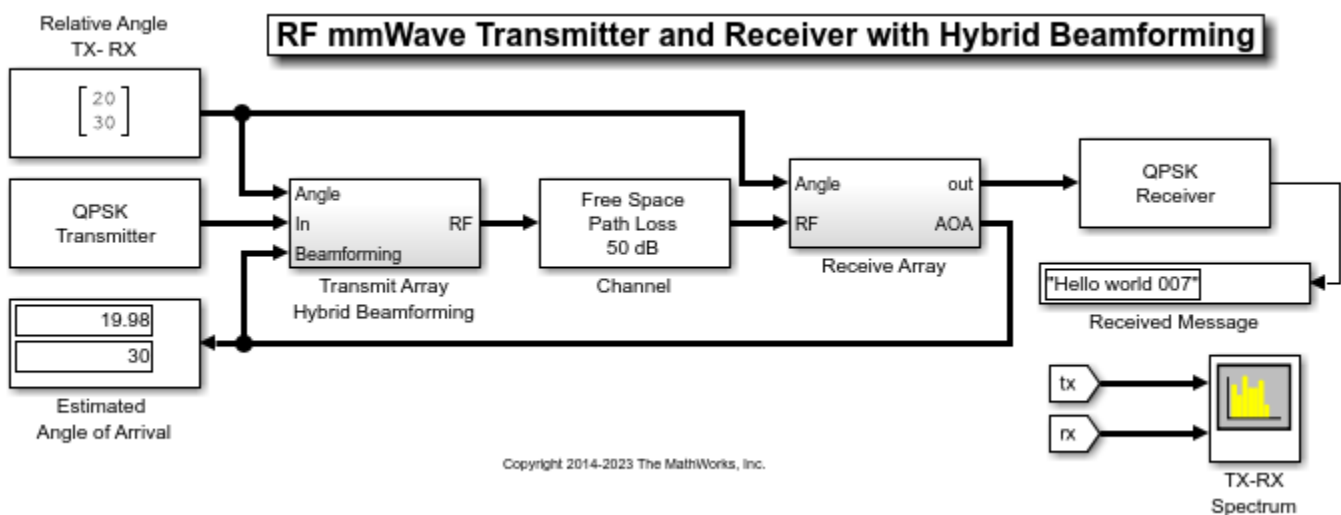 Relative Angle
TX- RX
RF mmWave Transmitter and Receiver with Hybrid Beamforming
20
30
QPSK
Transmitter
Angle
In
Beamforming
RF
Transmit Array
Hybrid Beamforming
Free Space
Path Loss
50 dB
Channel
Angle
RF
out
AOA
Receive Array
QPSK
Receiver
"Hello world 007"
Received Message
19.98
30
Estimated
Angle of Arrival
tx
rx
TX-RX
Spectrum
Copyright 2014-2023 The MathWorks, Inc.